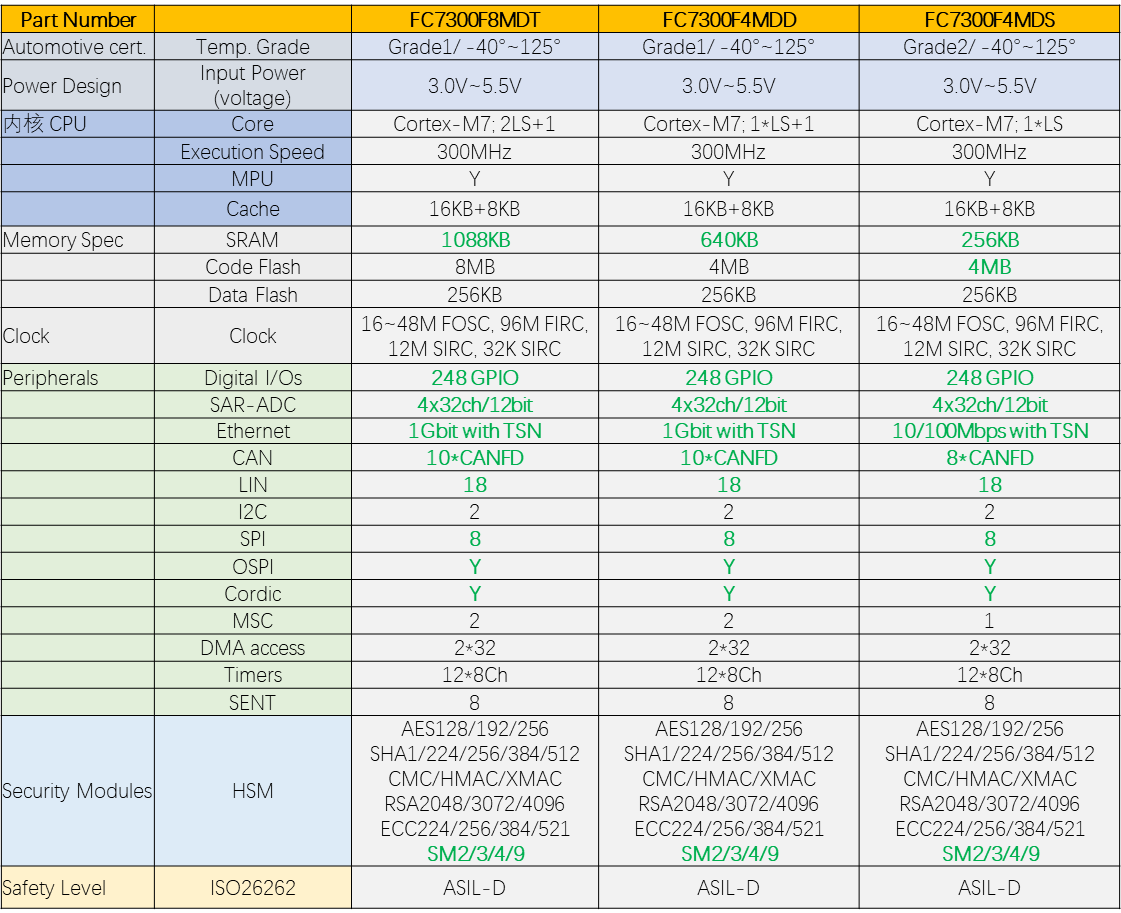 Part Number FC7300F8MDT FC7300F4MDD FC7300F4MDS
Automotive cert. Temp. Grade Grade1/ -40°~125° Grade1/ -40°~125° Grade2/ -40°~125°
Power Design Input Power (voltage) 3.0V~5.5V 3.0V~5.5V 3.0V~5.5V
内核 CPU Core Cortex-M7; 2LS+1 Cortex-M7; 1*LS+1 Cortex-M7; 1*LS
Execution Speed 300MHz 300MHz 300MHz
MPU Y Y Y
Cache 16KB+8KB 16KB+8KB 16KB+8KB
Memory Spec SRAM 1088KB 640KB 256KB
Code Flash 8MB 4MB 4MB
Data Flash 256KB 256KB 256KB
Clock Clock 16~48M FOSC, 96M FIRC, 16~48M FOSC, 96M FIRC, 16~48M FOSC, 96M FIRC,
12M SIRC, 32K SIRC 12M SIRC, 32K SIRC 12M SIRC, 32K SIRC
Peripherals Digital I/Os 248 GPIO 248 GPIO 248 GPIO
SAR-ADC 4x32ch/12bit 4x32ch/12bit 4x32ch/12bit
Ethernet 1Gbit with TSN 1Gbit with TSN 10/100Mbps with TSN
CAN 10*CANFD 10*CANFD 8*CANFD
LIN 18 18 18
I2C 2 2 2
SPI 8 8 8
OSPI Y Y Y
Cordic Y Y Y
MSC 2 2 1
DMA access 2*32 2*32 2*32
Timers 12*8Ch 12*8Ch 12*8Ch
SENT 8 8 8
AES128/192/256 AES128/192/256 AES128/192/256
SHA1/224/256/384/512 SHA1/224/256/384/512 SHA1/224/256/384/512
CMC/HMAC/XMAC CMC/HMAC/XMAC CMC/HMAC/XMAC
Security Modules HSM RSA2048/3072/4096 RSA2048/3072/4096 RSA2048/3072/4096
ECC224/256/384/521 ECC224/256/384/521 ECC224/256/384/521
SM2/3/4/9 SM2/3/4/9 SM2/3/4/9
Safety Level ISO26262 ASIL-D ASIL-D ASIL-D